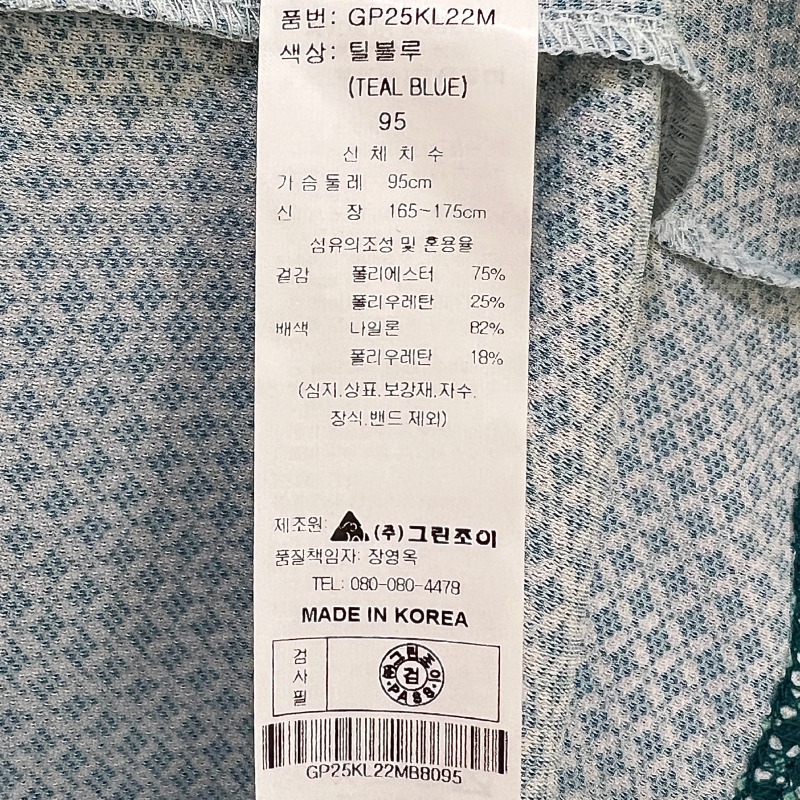 품번: GP25KL22M
색상: 틸블루
(TEAL BLUE)
95
신체치수
가슴둘레 95cm
신장 165~175cm
섬유의조성 및 혼용율
겉감 폴리에스터 75%
폴리우레탄 25%
배색 나일론 82%
폴리우레탄 18%
(심지.상표.보강재.자수.
장식.밴드 제외)
제조원: (주)그린조이
품질책임자: 장영옥
TEL: 080-080-4478
MADE IN KOREA
검사필
그린조이
검
PASS
GP25KL22MB8095